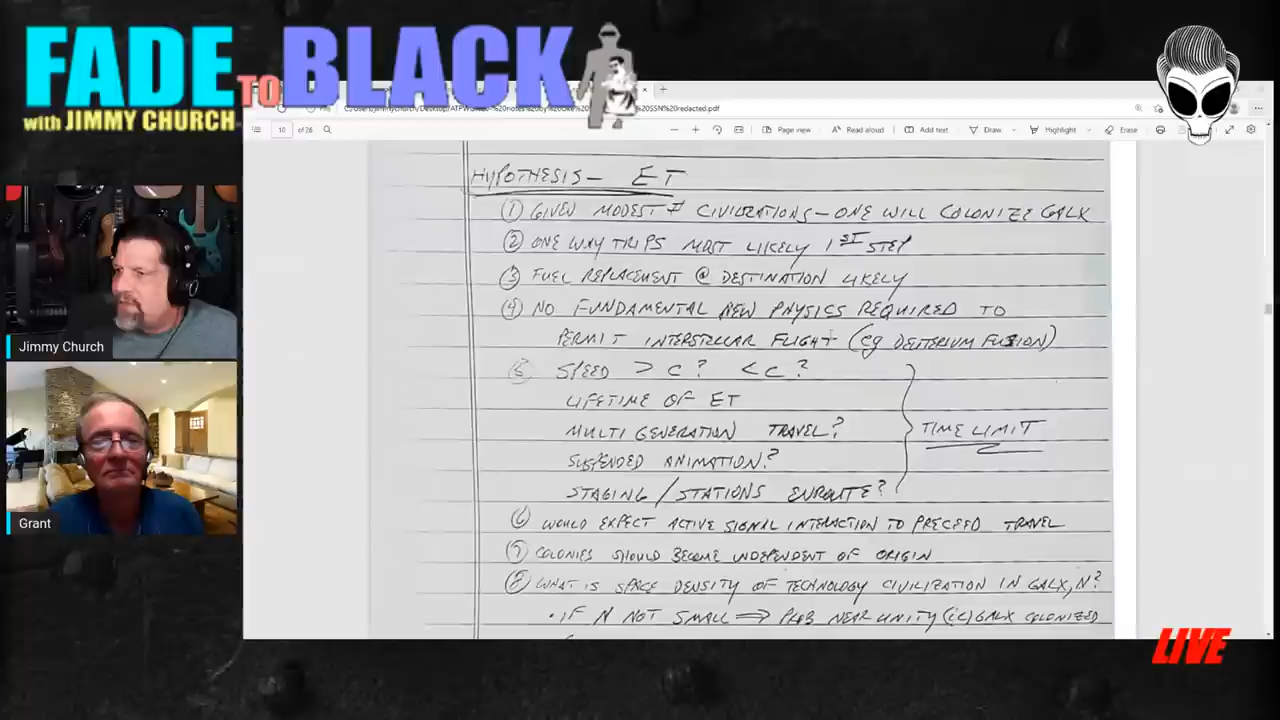 FADE TO BLACK
with JIMMY CHURCH
10 of 28
Page view
Read aloud
Add text
Draw
Highlight
Erase
HYPOTHESIS - ET
① GIVEN MODEST # CIVILIZATIONS - ONE WILL COLONIZE GALX
② ONE WAY TRIPS MOST LIKELY 1ST STEP
③ FUEL REPLACEMENT @ DESTINATION LIKELY
④ NO FUNDAMENTAL NEW PHYSICS REQUIRED TO
PERMIT INTERSTELLAR FLIGHT (eg DEUTERIUM FUSION)
SPEED > C? < C?
LIFETIME OF ET
MULTI GENERATION TRAVEL?
TIME LIMIT
SUSPENDED ANIMATION?
STAGING / STATIONS ENROUTE?
⑥ WOULD EXPECT ACTIVE SIGNAL INTERACTION TO PRECEED TRAVEL
⑦ COLONIES SHOULD BECOME INDEPENDENT OF ORIGIN
⑧ WHAT IS SPACE DENSITY OF TECHNOLOGY CIVILIZATION IN GALX, N?
• IF N NOT SMALL ⇒ PROB NEAR UNITY (ie) GALX COLONIZED
Jimmy Church
Grant
LIVE